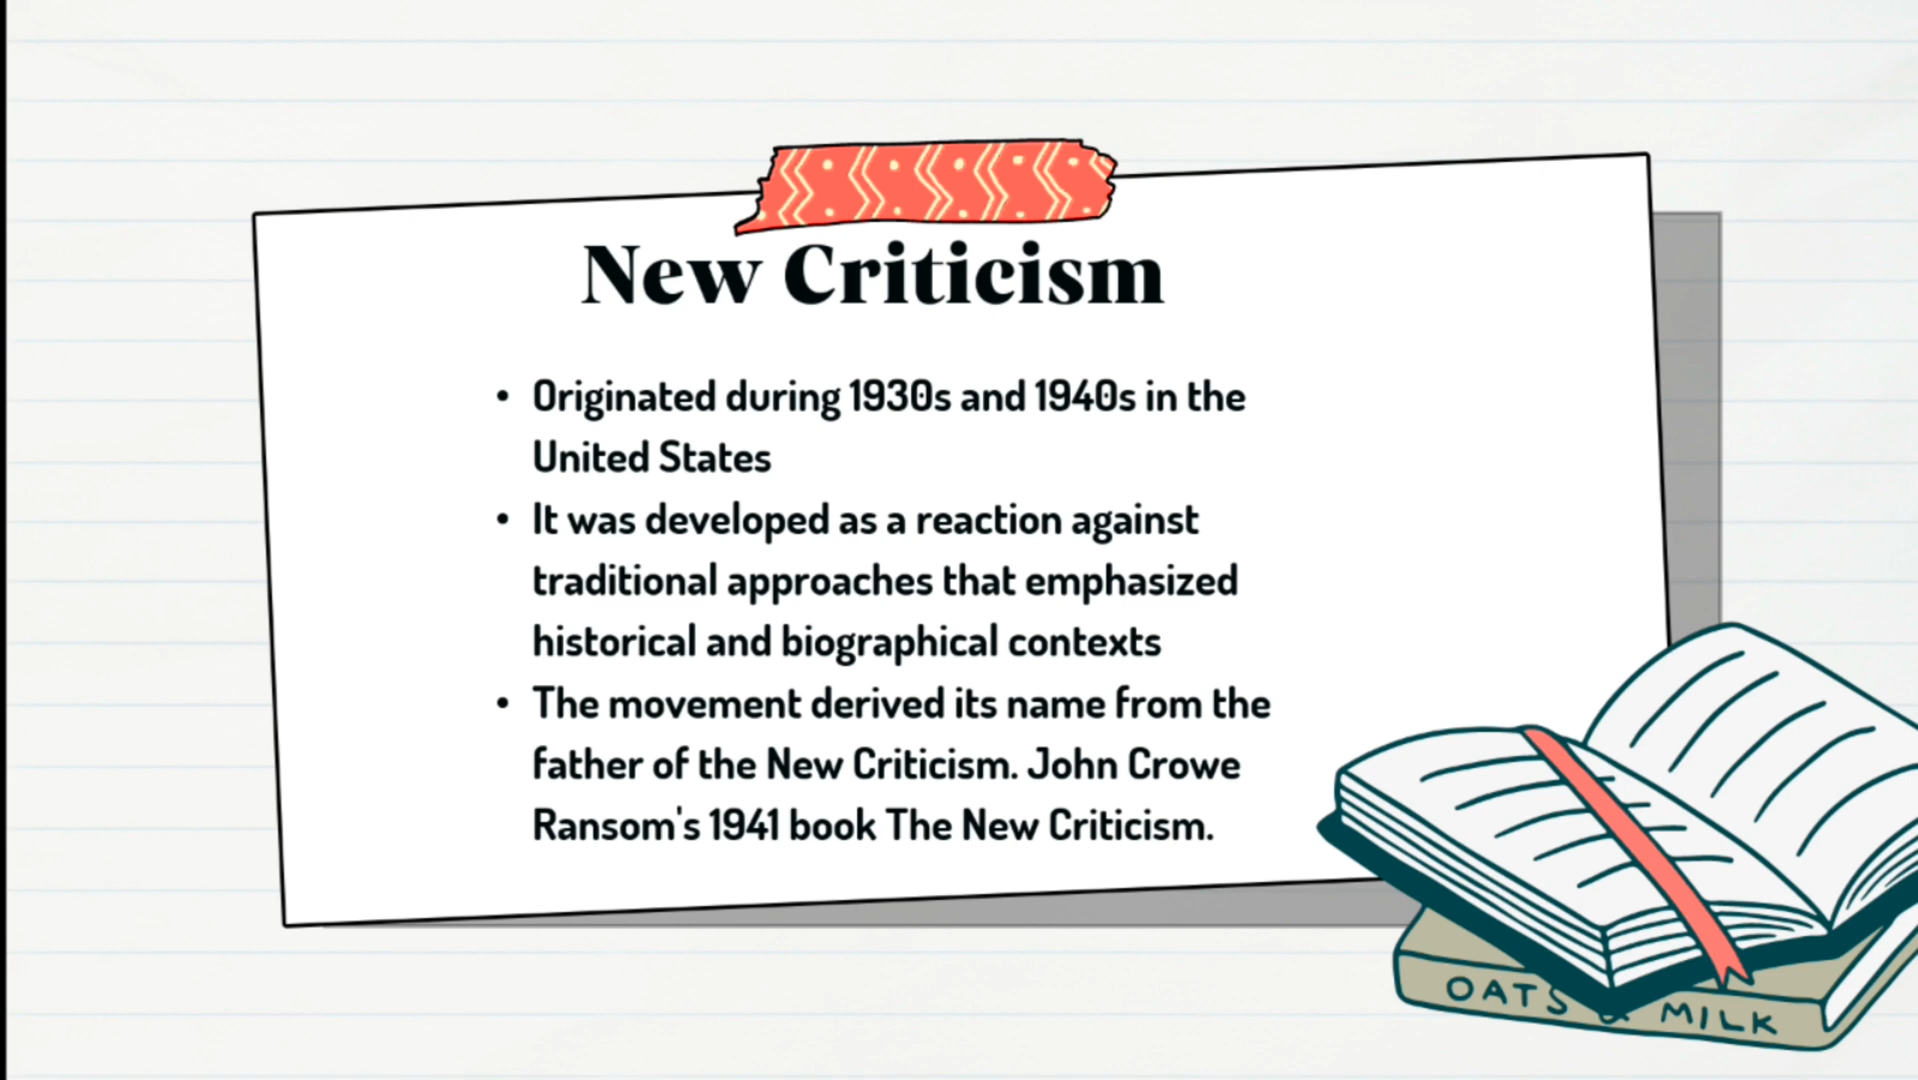 New Criticism
• Originated during 1930s and 1940s in the
United States
• It was developed as a reaction against
traditional approaches that emphasized
historical and biographical contexts
• The movement derived its name from the
father of the New Criticism. John Crowe
Ransom's 1941 book The New Criticism.
OATS & MILK